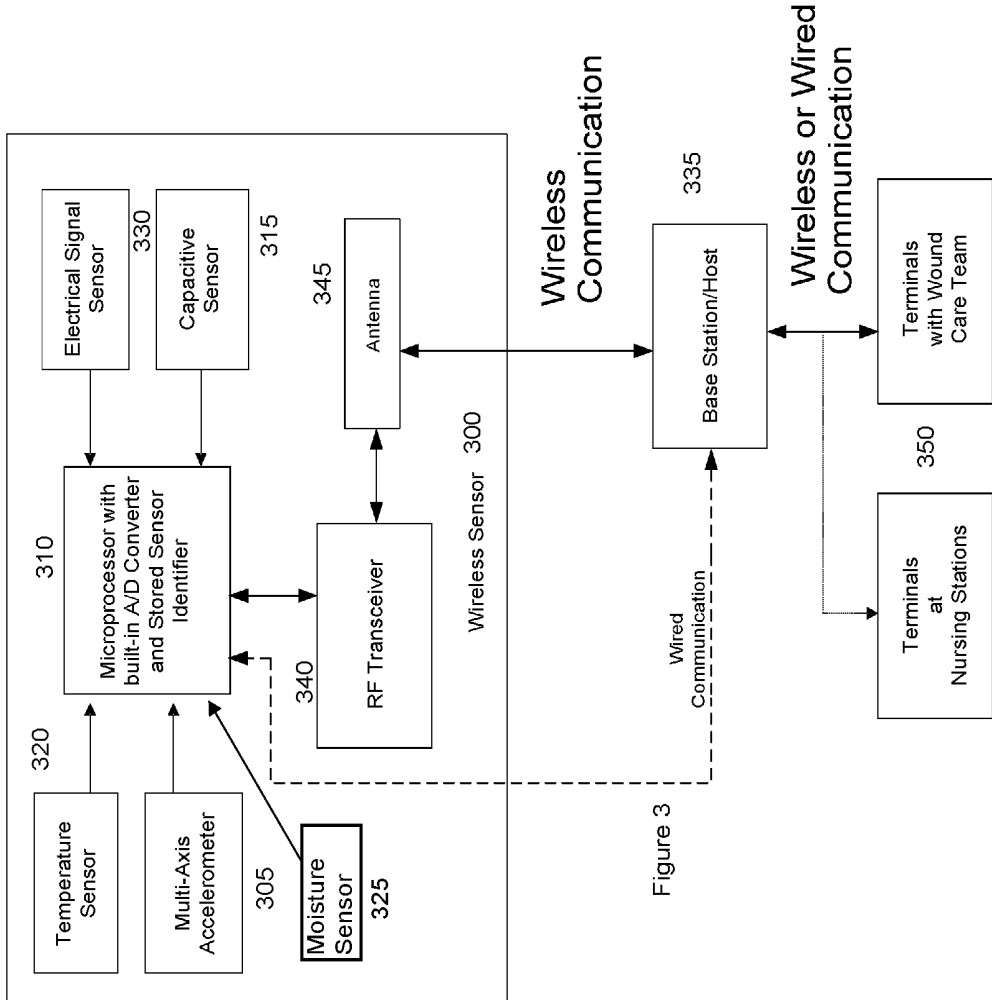 Temperature
Sensor
320
Multi-Axis
Accelerometer
305
Moisture
Sensor
325
310
Microprocessor with
built-in A/D Converter
and Stored Sensor
Identifier
Electrical Signal
Sensor
330
Capacitive
Sensor
315
340
RF Transceiver
345
Antenna
Wireless Sensor 300
Wireless
Communication
Wired
Communication
Figure 3
335
Base Station/Host
Wireless or Wired
Communication
Terminals
at
Nursing Stations
350
Terminals
with Wound
Care Team